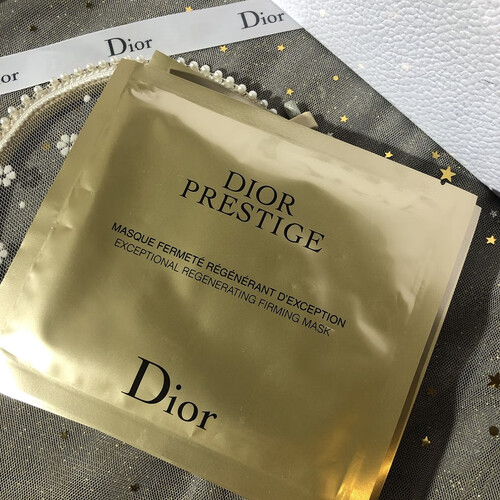 Dior
Dior
DIOR
PRESTIGE
MASQUE FERMETÉ RÉGÉNÉRANT D'EXCEPTION
EXCEPTIONAL REGENERATING FIRMING MASK
Dior